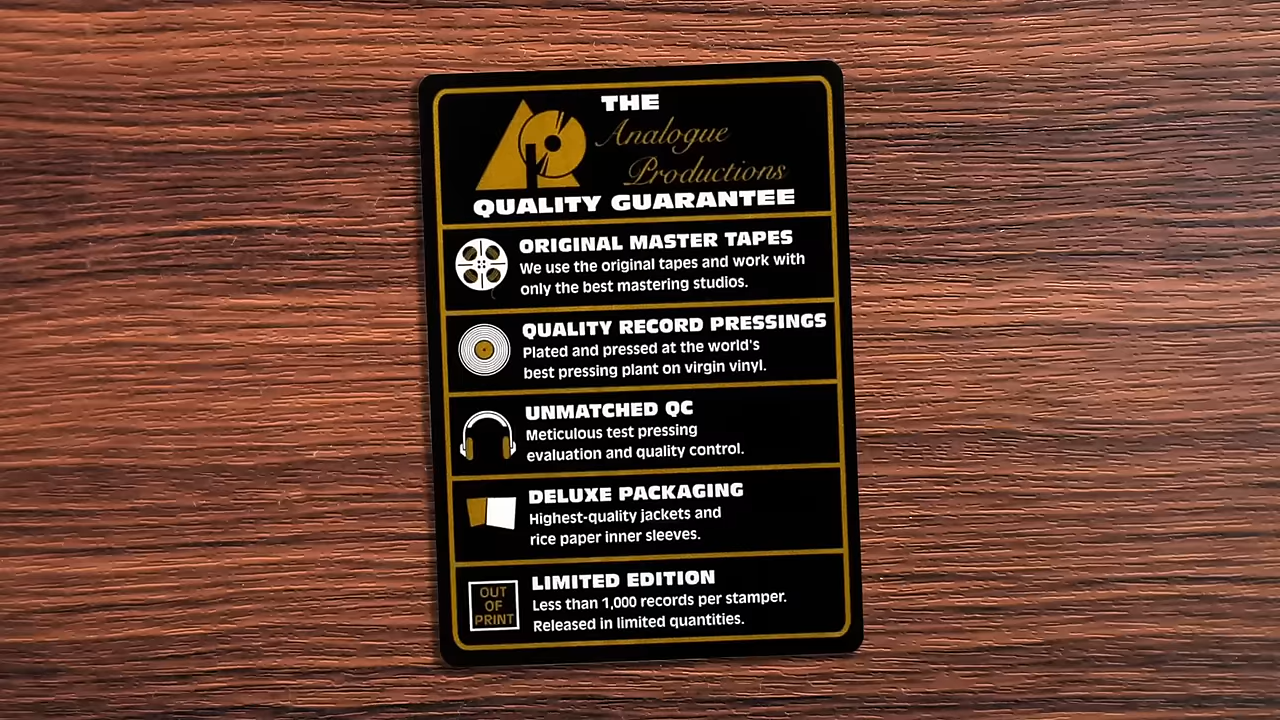 THE
Analogue
Productions
QUALITY GUARANTEE
ORIGINAL MASTER TAPES
We use the original tapes and work with
only the best mastering studios.
QUALITY RECORD PRESSINGS
Plated and pressed at the world's
best pressing plant on virgin vinyl.
UNMATCHED QC
Meticulous test pressing
evaluation and quality control.
DELUXE PACKAGING
Highest-quality jackets and
rice paper inner sleeves.
OUT
OF
PRINT
LIMITED EDITION
Less than 1,000 records per stamper.
Released in limited quantities.